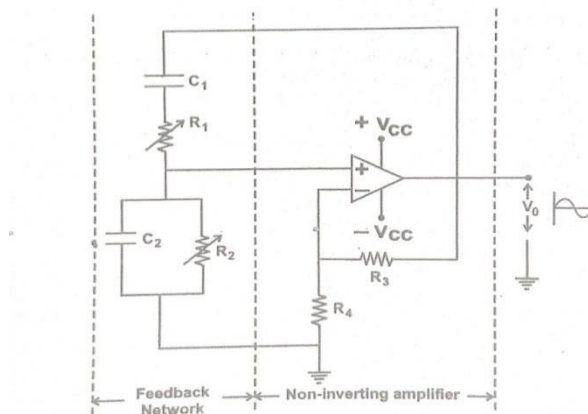 C1
R1
+ VCC
+
−
C2
R2
− VCC
V0
R3
R4
Feedback
Network
Non-inverting amplifier